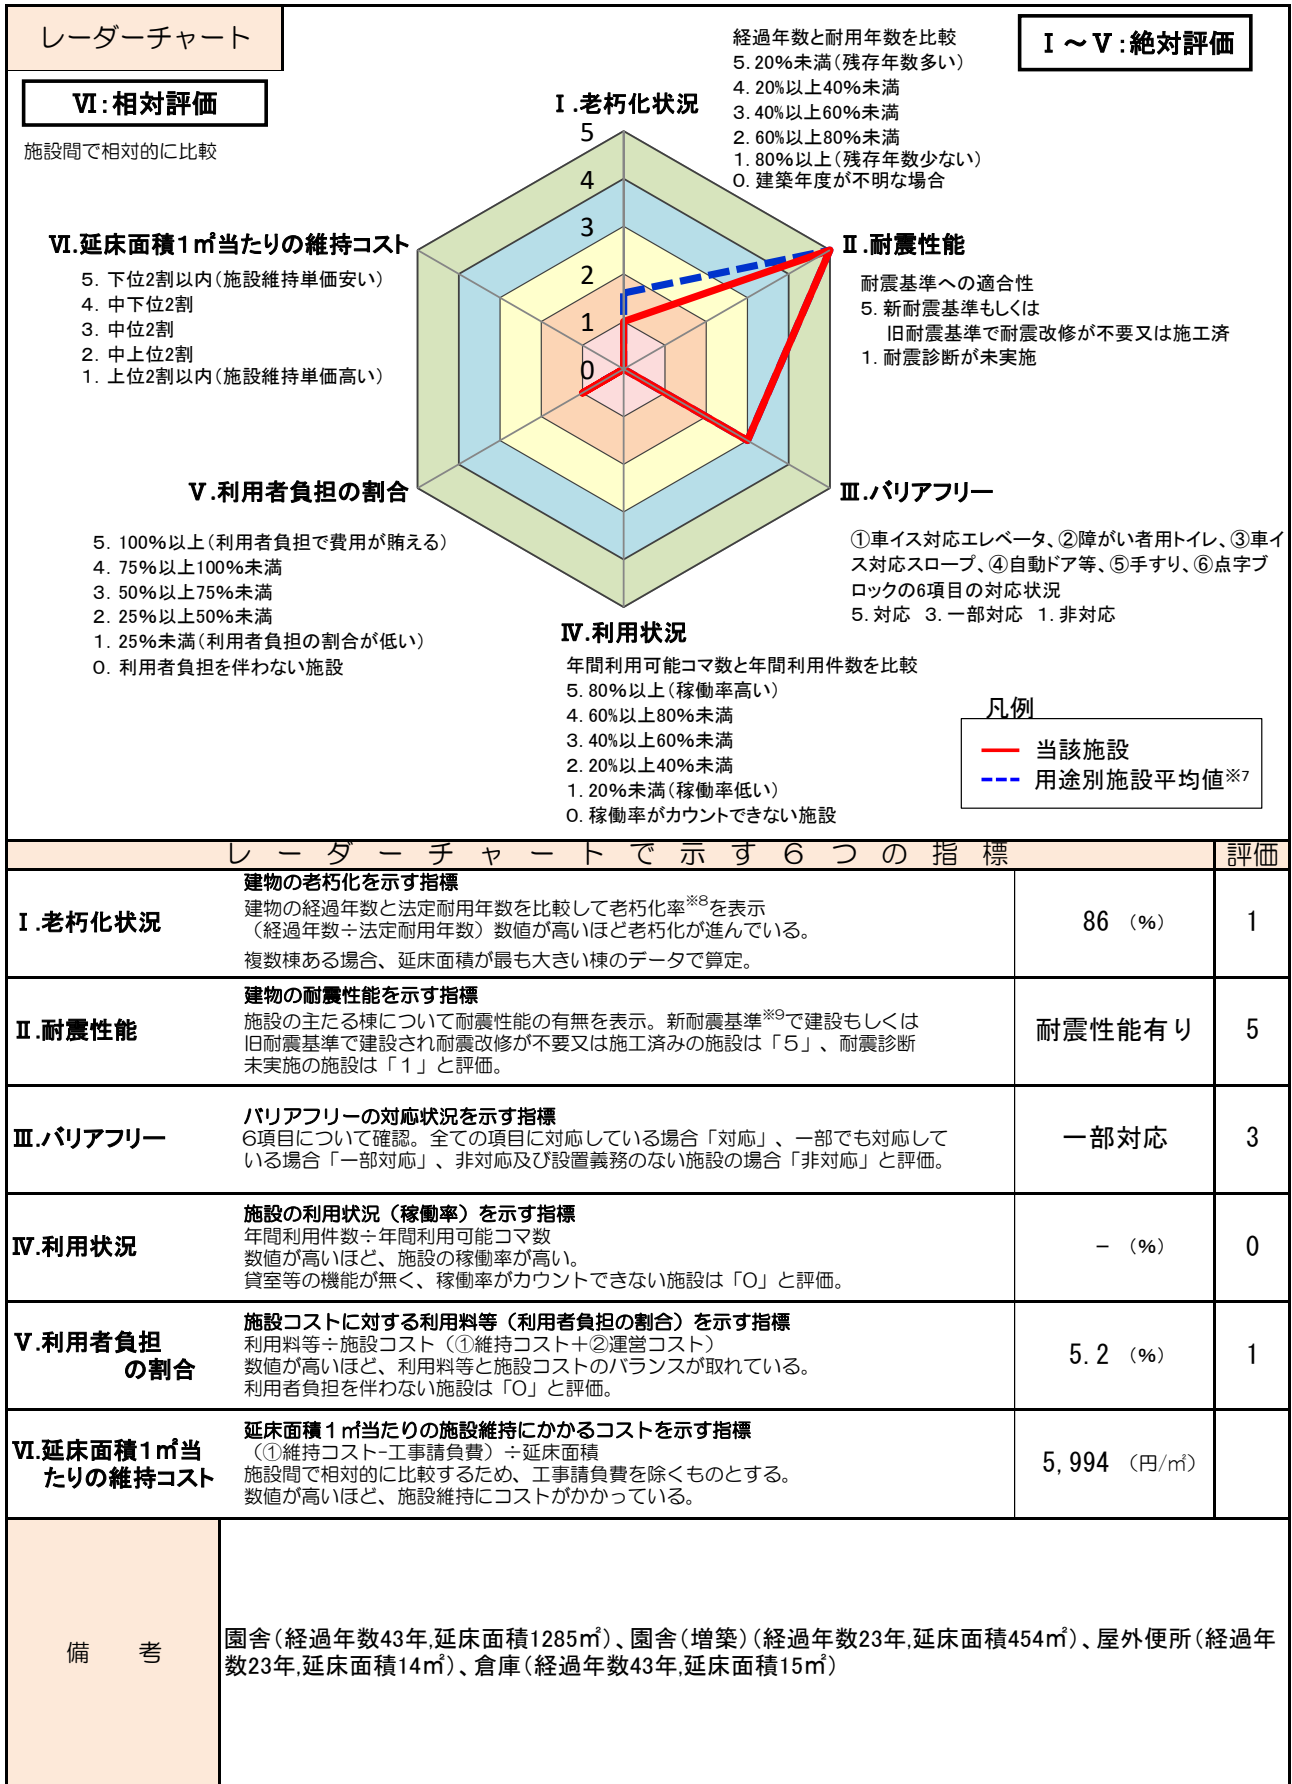 レーダーチャート
Ⅰ～Ⅴ:絶対評価
Ⅵ:相対評価
施設間で相対的に比較
経過年数と耐用年数を比較
5.20%未満(残存年数多い)
4.20%以上40%未満
3.40%以上60%未満
2.60%以上80%未満
1.80%以上(残存年数少ない)
0.建築年度が不明な場合
Ⅰ.老朽化状況
5
4
3
2
1
0
Ⅱ.耐震性能
耐震基準への適合性
5.新耐震基準もしくは
旧耐震基準で耐震改修が不要又は施工済
1.耐震診断が未実施
Ⅵ.延床面積1㎡当たりの維持コスト
5.下位2割以内(施設維持単価安い)
4.中下位2割
3.中位2割
2.中上位2割
1.上位2割以内(施設維持単価高い)
Ⅴ.利用者負担の割合
5.100%以上(利用者負担で費用が賄える)
4.75%以上100%未満
3.50%以上75%未満
2.25%以上50%未満
1.25%未満(利用者負担の割合が低い)
0.利用者負担を伴わない施設
Ⅲ.バリアフリー
①車イス対応エレベータ、②障がい者用トイレ、③車イ
ス対応スロープ、④自動ドア等、⑤手すり、⑥点字ブ
ロックの6項目の対応状況
5.対応 3.一部対応 1.非対応
Ⅳ.利用状況
年間利用可能コマ数と年間利用件数を比較
5.80%以上(稼働率高い)
4.60%以上80%未満
3.40%以上60%未満
2.20%以上40%未満
1.20%未満(稼働率低い)
0.稼働率がカウントできない施設
凡例
当該施設
用途別施設平均値※7
レーダーチャートで示す6つの指標 評価
Ⅰ.老朽化状況
建物の老朽化を示す指標
建物の経過年数と法定耐用年数を比較して老朽化率※8を表示
(経過年数÷法定耐用年数)数値が高いほど老朽化が進んでいる。
複数棟ある場合、延床面積が最も大きい棟のデータで算定。
86 (%) 1
Ⅱ.耐震性能
建物の耐震性能を示す指標
施設の主たる棟について耐震性能の有無を表示。新耐震基準※9で建設もしくは
旧耐震基準で建設され耐震改修が不要又は施工済みの施設は「5」、耐震診断
未実施の施設は「1」と評価。
耐震性能有り 5
Ⅲ.バリアフリー
バリアフリーの対応状況を示す指標
6項目について確認。全ての項目に対応している場合「対応」、一部でも対応して
いる場合「一部対応」、非対応及び設置義務のない施設の場合「非対応」と評価。
一部対応 3
Ⅳ.利用状況
施設の利用状況(稼働率)を示す指標
年間利用件数÷年間利用可能コマ数
数値が高いほど、施設の稼働率が高い。
貸室等の機能が無く、稼働率がカウントできない施設は「0」と評価。
- (%) 0
Ⅴ.利用者負担
の割合
施設コストに対する利用料等(利用者負担の割合)を示す指標
利用料等÷施設コスト(①維持コスト+②運営コスト)
数値が高いほど、利用料等と施設コストのバランスが取れている。
利用者負担を伴わない施設は「0」と評価。
5.2 (%) 1
Ⅵ.延床面積1㎡当
たりの維持コスト
延床面積1㎡当たりの施設維持にかかるコストを示す指標
(①維持コスト-工事請負費)÷延床面積
施設間で相対的に比較するため、工事請負費を除くものとする。
数値が高いほど、施設維持にコストがかかっている。
5,994 (円/㎡)
備 考
園舎(経過年数43年,延床面積1285㎡)、園舎(増築)(経過年数23年,延床面積454㎡)、屋外便所(経過年
数23年,延床面積14㎡)、倉庫(経過年数43年,延床面積15㎡)